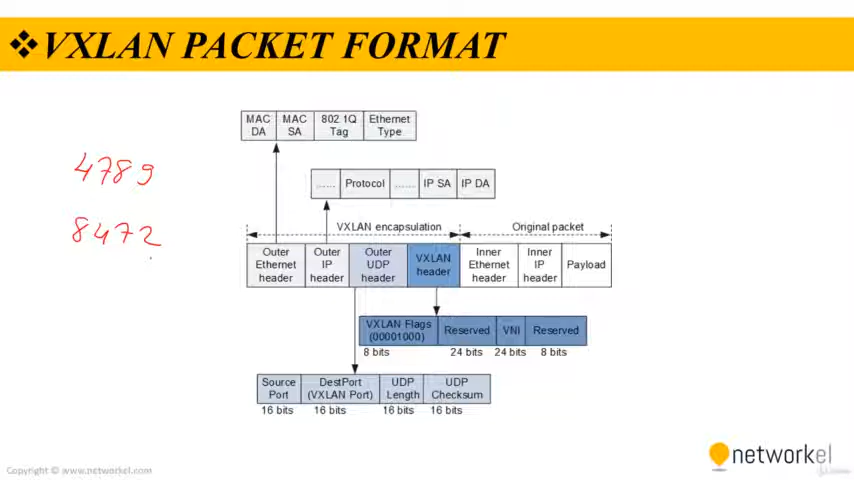 ❖VXLAN PACKET FORMAT
MAC DA MAC SA 802 1Q Tag Ethernet Type
4789
...... Protocol ...... IP SA IP DA
8472
VXLAN encapsulation Original packet
Outer Ethernet header Outer IP header Outer UDP header VXLAN header Inner Ethernet header Inner IP header Payload
VXLAN Flags (00001000) Reserved VNI Reserved
8 bits 24 bits 24 bits 8 bits
Source Port DestPort (VXLAN Port) UDP Length UDP Checksum
16 bits 16 bits 16 bits 16 bits
networkel
Copyright © www.networkel.com